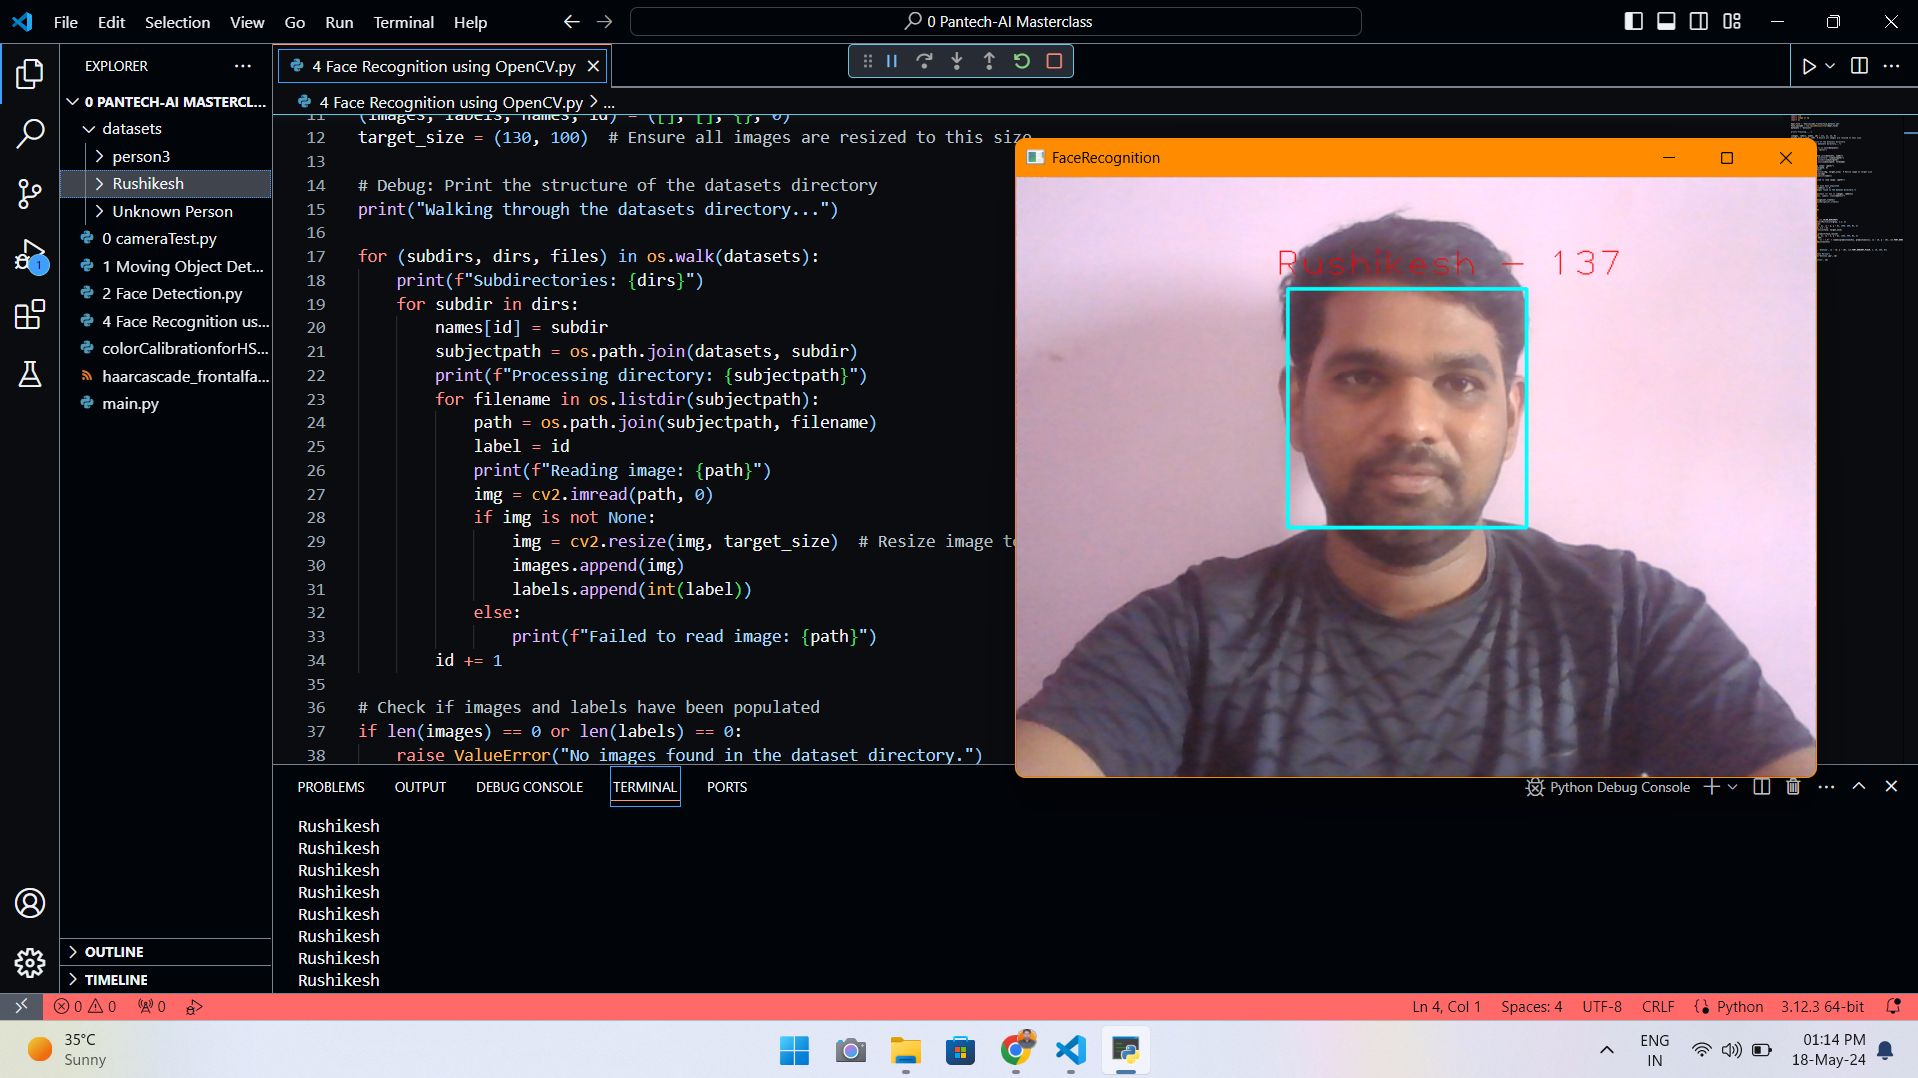 File Edit Selection View Go Run Terminal Help
0 Pantech-AI Masterclass
EXPLORER
0 PANTECH-AI MASTERCL...
datasets
person3
Rushikesh
Unknown Person
0 cameraTest.py
1 Moving Object Det...
2 Face Detection.py
4 Face Recognition us...
colorCalibrationforHS...
haarcascade_frontalfa...
main.py
OUTLINE
TIMELINE
4 Face Recognition using OpenCV.py
4 Face Recognition using OpenCV.py > ...
11 (images, labels, names, id) = ([], [], {}, 0)
12 target_size = (130, 100)  # Ensure all images are resized to this size
13
14 # Debug: Print the structure of the datasets directory
15 print("Walking through the datasets directory...")
16
17 for (subdirs, dirs, files) in os.walk(datasets):
18 print(f"Subdirectories: {dirs}")
19 for subdir in dirs:
20 names[id] = subdir
21 subjectpath = os.path.join(datasets, subdir)
22 print(f"Processing directory: {subjectpath}")
23 for filename in os.listdir(subjectpath):
24 path = os.path.join(subjectpath, filename)
25 label = id
26 print(f"Reading image: {path}")
27 img = cv2.imread(path, 0)
28 if img is not None:
29 img = cv2.resize(img, target_size)  # Resize image to
30 images.append(img)
31 labels.append(int(label))
32 else:
33 print(f"Failed to read image: {path}")
34 id += 1
35
36 # Check if images and labels have been populated
37 if len(images) == 0 or len(labels) == 0:
38 raise ValueError("No images found in the dataset directory.")
FaceRecognition
Rushikesh - 137
PROBLEMS OUTPUT DEBUG CONSOLE TERMINAL PORTS
Python Debug Console
Rushikesh
Rushikesh
Rushikesh
Rushikesh
Rushikesh
Rushikesh
Rushikesh
Rushikesh
1
0 0 0
Ln 4, Col 1 Spaces: 4 UTF-8 CRLF Python 3.12.3 64-bit
35°C
Sunny
ENG
IN
01:14 PM
18-May-24